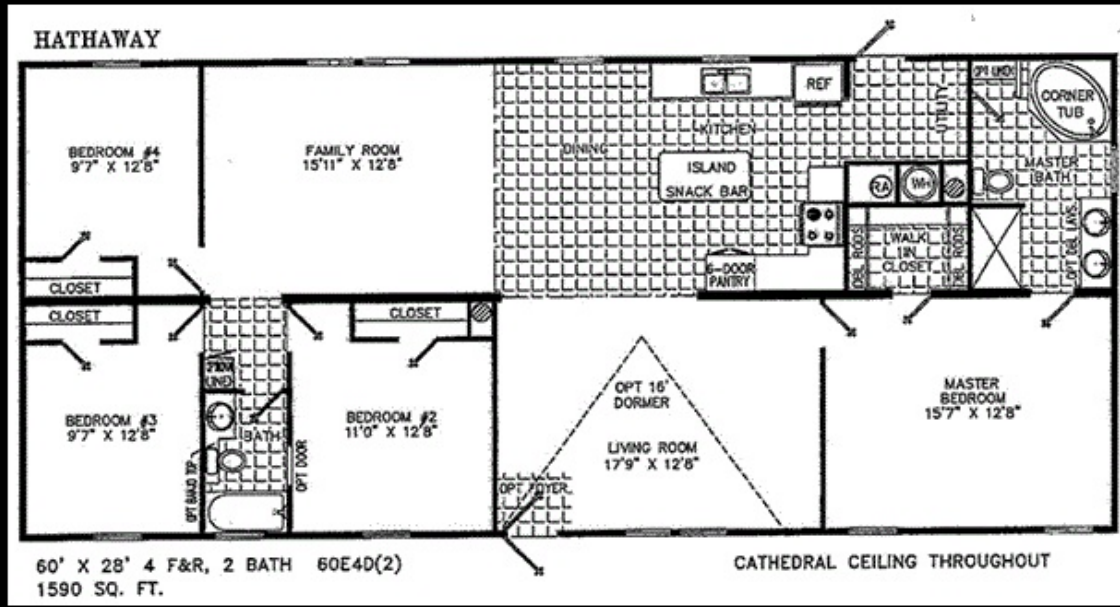 HATHAWAY
BEDROOM #4
9'7" X 12'8"
CLOSET
FAMILY ROOM
15'11" X 12'8"
DINING
KITCHEN
REF
ISLAND
SNACK BAR
6-DOOR
PANTRY
UTILITY
RA
WH
DBL RODS
WALK
IN
CLOSET
DBL RODS
OPT LINEN
CORNER
TUB
MASTER
BATH
OPT DBL LAVS.
CLOSET
BEDROOM #3
9'7" X 12'8"
BATH
OPT BANJO TOP
OPT DOOR
CLOSET
BEDROOM #2
11'0" X 12'8"
OPT 16'
DORMER
LIVING ROOM
17'9" X 12'8"
OPT FOYER
MASTER
BEDROOM
15'7" X 12'8"
60' X 28' 4 F&R, 2 BATH 60E4D(2)
1590 SQ. FT.
CATHEDRAL CEILING THROUGHOUT